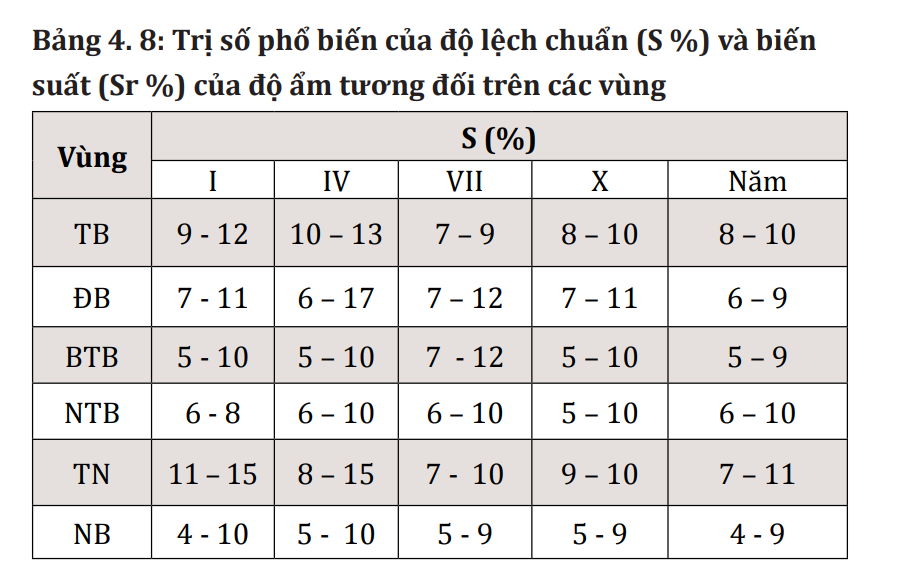 Bảng 4. 8: Trị số phổ biến của độ lệch chuẩn (S %) và biến
suất (Sr %) của độ ẩm tương đối trên các vùng
Vùng S (%)
I IV VII X Năm
TB 9 - 12 10 – 13 7 – 9 8 – 10 8 – 10
ĐB 7 - 11 6 – 17 7 – 12 7 – 11 6 – 9
BTB 5 - 10 5 – 10 7 - 12 5 – 10 5 – 9
NTB 6 - 8 6 – 10 6 – 10 5 – 10 6 – 10
TN 11 – 15 8 – 15 7 - 10 9 – 10 7 – 11
NB 4 - 10 5 - 10 5 - 9 5 - 9 4 - 9